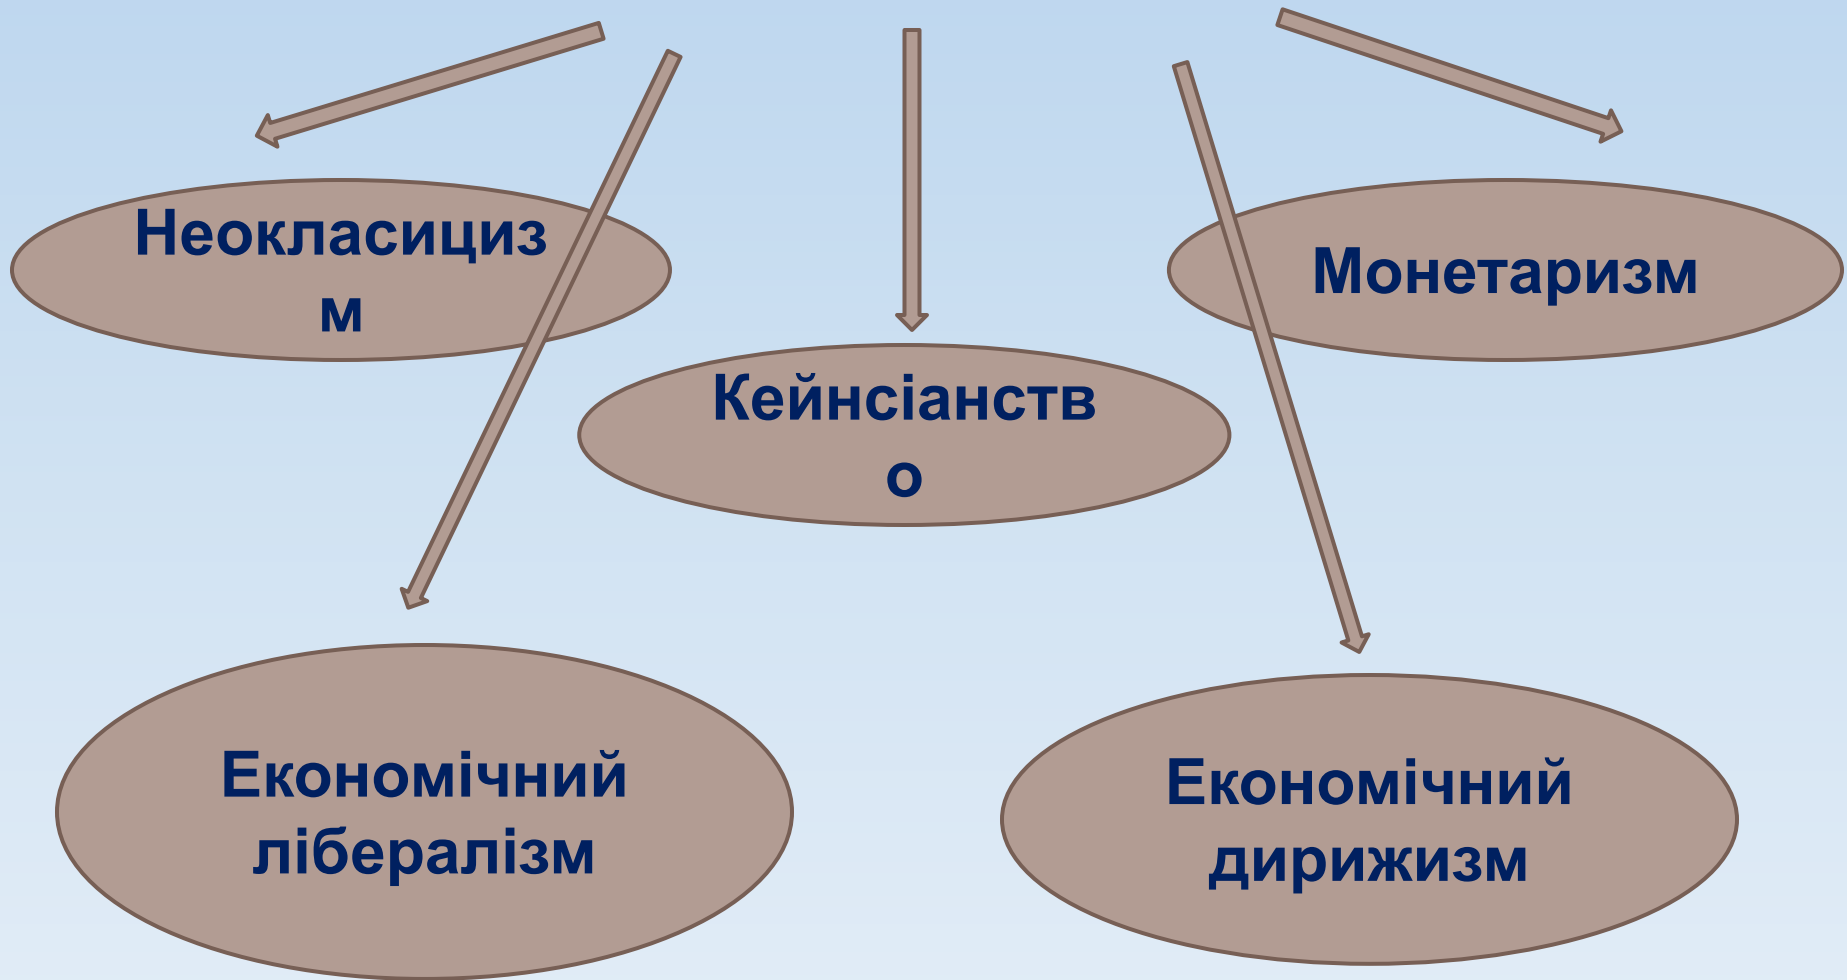 Неокласициз
м
Монетаризм
Кейнсіанств
о
Економічний
лібералізм
Економічний
дирижизм